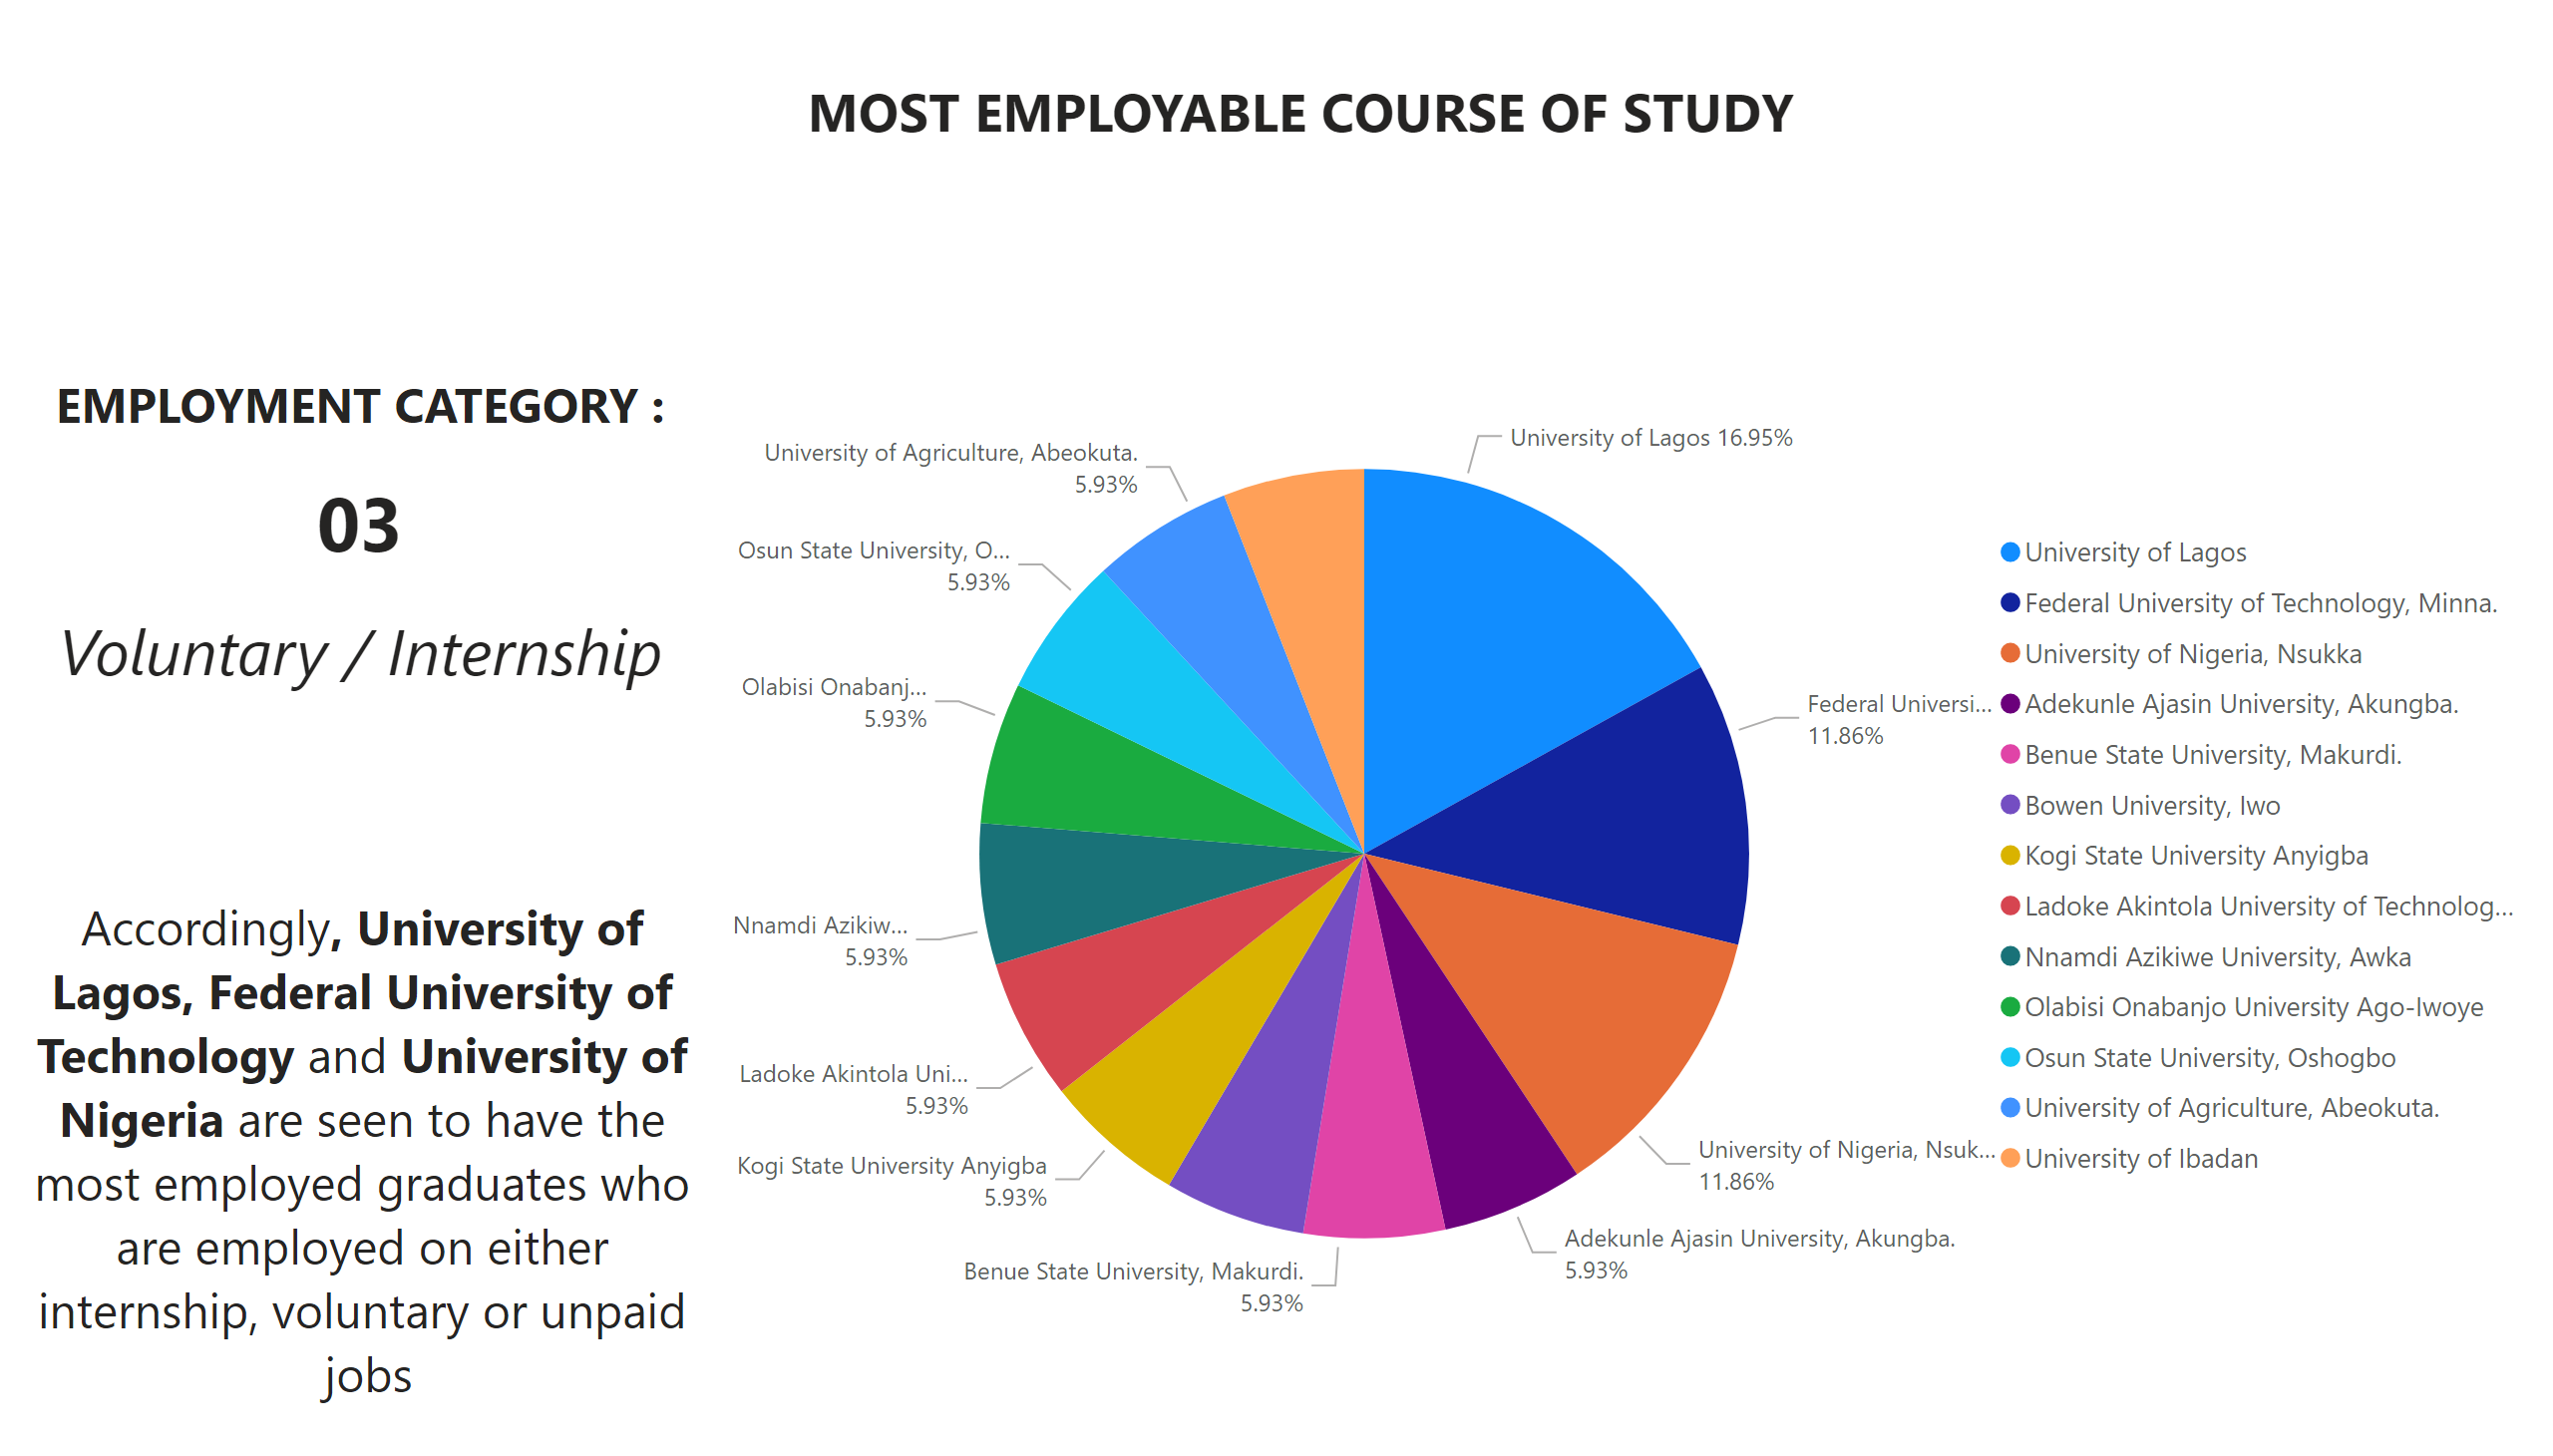 MOST EMPLOYABLE COURSE OF STUDY
EMPLOYMENT CATEGORY :
03
Voluntary / Internship
Accordingly, University of
Lagos, Federal University of
Technology and University of
Nigeria are seen to have the
most employed graduates who
are employed on either
internship, voluntary or unpaid
jobs
University of Lagos 16.95%
Federal Universi...
11.86%
University of Nigeria, Nsuk...
11.86%
Adekunle Ajasin University, Akungba.
5.93%
Benue State University, Makurdi.
5.93%
Kogi State University Anyigba
5.93%
Ladoke Akintola Uni...
5.93%
Nnamdi Azikiw...
5.93%
Olabisi Onabanj...
5.93%
Osun State University, O...
5.93%
University of Agriculture, Abeokuta.
5.93%
University of Lagos
Federal University of Technology, Minna.
University of Nigeria, Nsukka
Adekunle Ajasin University, Akungba.
Benue State University, Makurdi.
Bowen University, Iwo
Kogi State University Anyigba
Ladoke Akintola University of Technolog...
Nnamdi Azikiwe University, Awka
Olabisi Onabanjo University Ago-Iwoye
Osun State University, Oshogbo
University of Agriculture, Abeokuta.
University of Ibadan